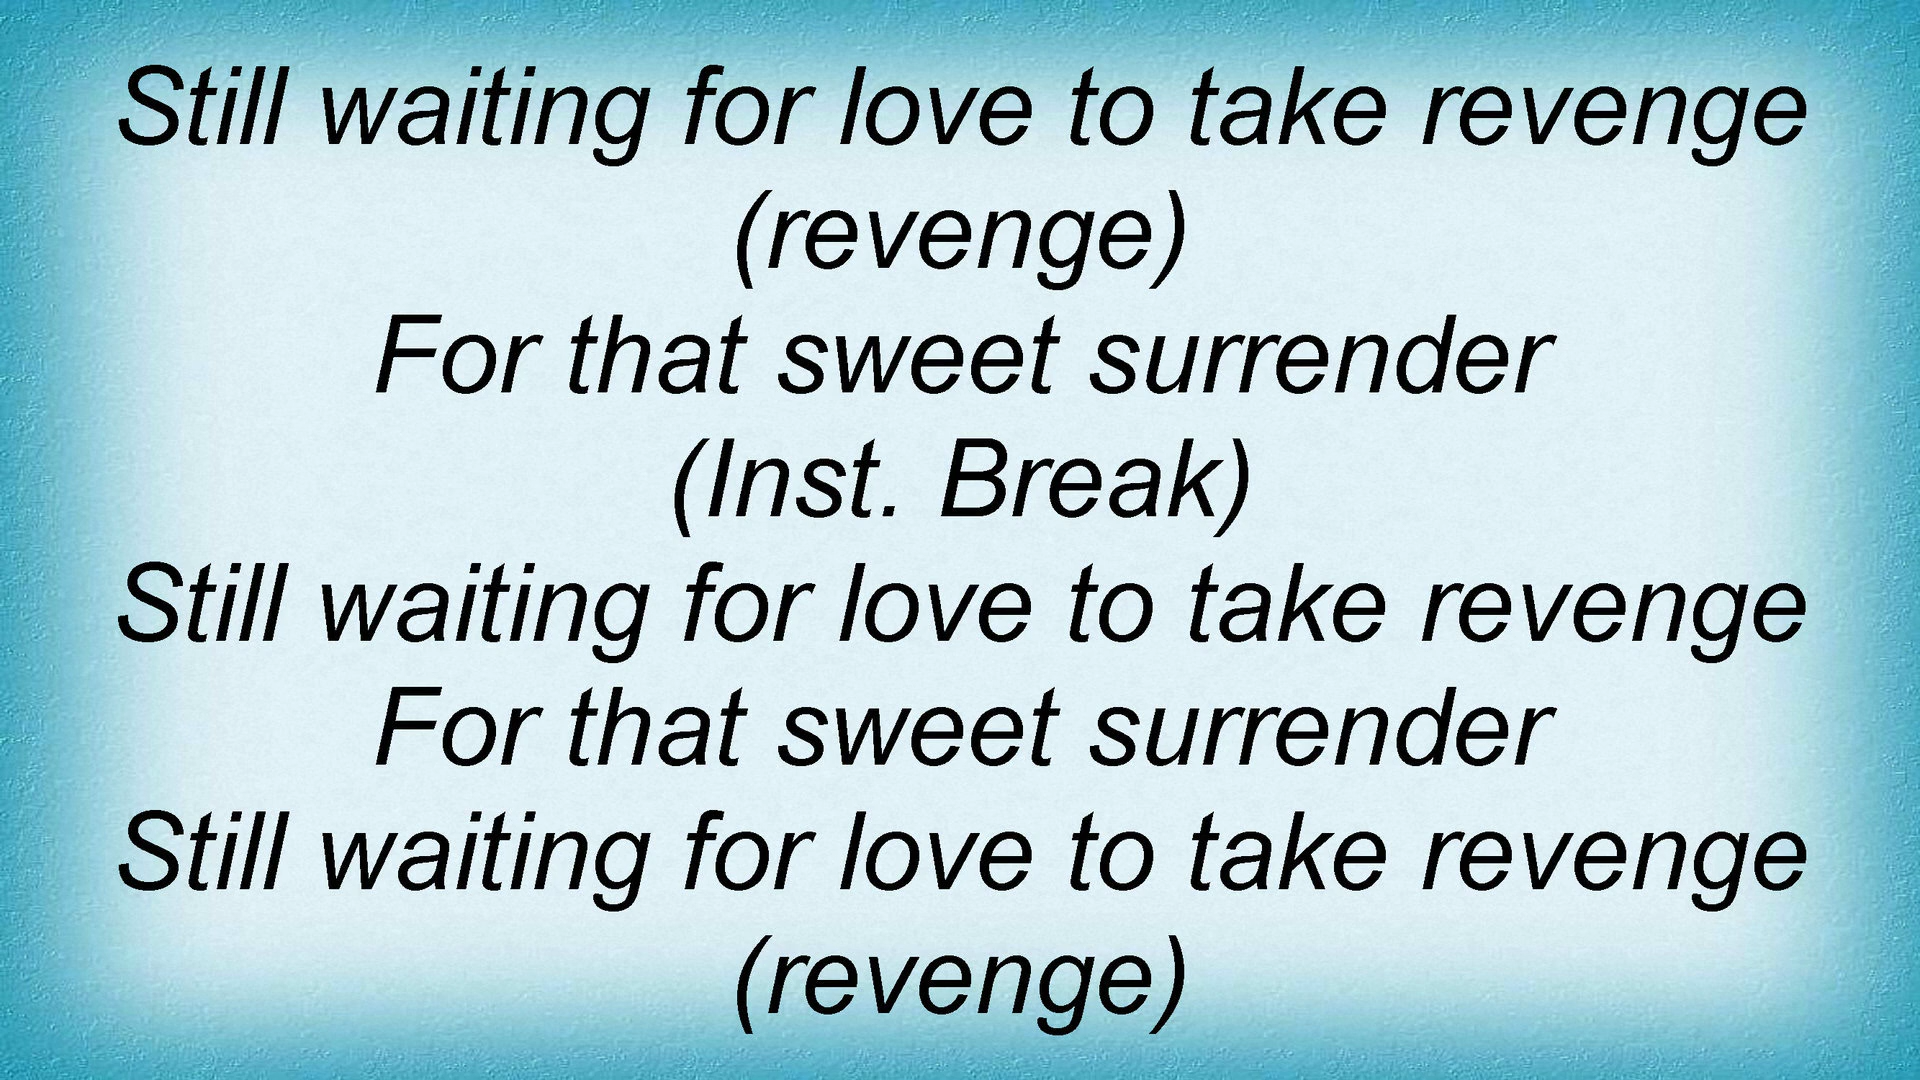 Still waiting for love to take revenge
(revenge)
For that sweet surrender
(Inst. Break)
Still waiting for love to take revenge
For that sweet surrender
Still waiting for love to take revenge
(revenge)